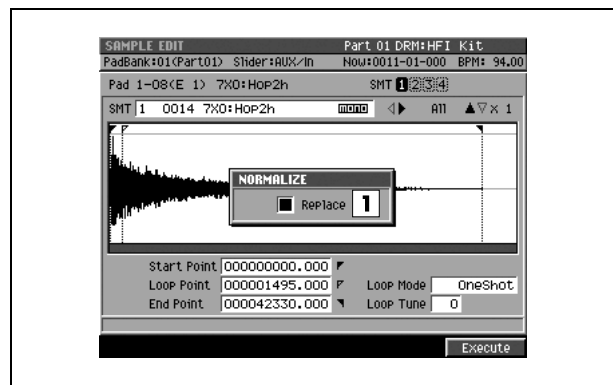 SAMPLE EDIT Part 01 DRM:HFI Kit
PadBank:01(Part01) Slider:AUX/In Now:0011-01-000 BPM: 94.00
Pad 1-08(E 1) 7X0:Hop2h SMT 1 2 3 4
SMT 1 0014 7X0:Hop2h mono All x 1
NORMALIZE
Replace 1
Start Point 000000000.000
Loop Point 000001495.000 Loop Mode OneShot
End Point 000042330.000 Loop Tune 0
Execute